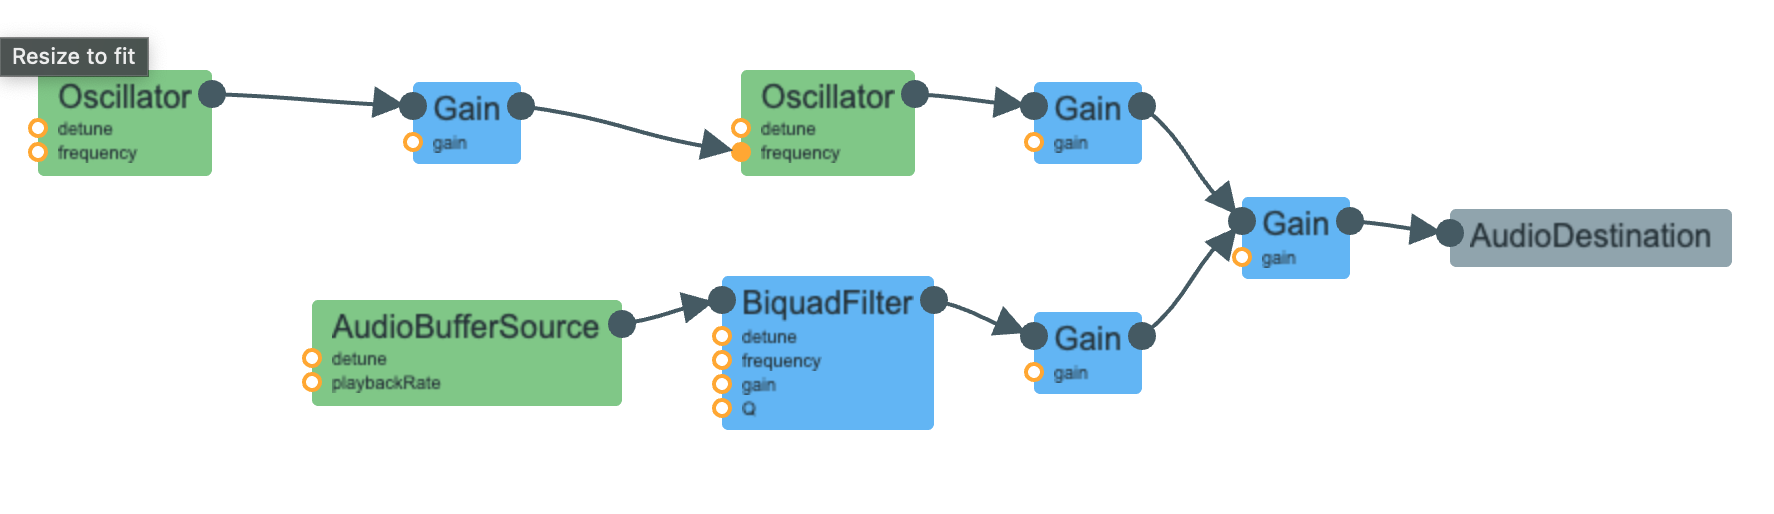 Resize to fit
Oscillator
detune
frequency
Gain
gain
Oscillator
detune
frequency
Gain
gain
Gain
gain
AudioDestination
AudioBufferSource
detune
playbackRate
BiquadFilter
detune
frequency
gain
Q
Gain
gain